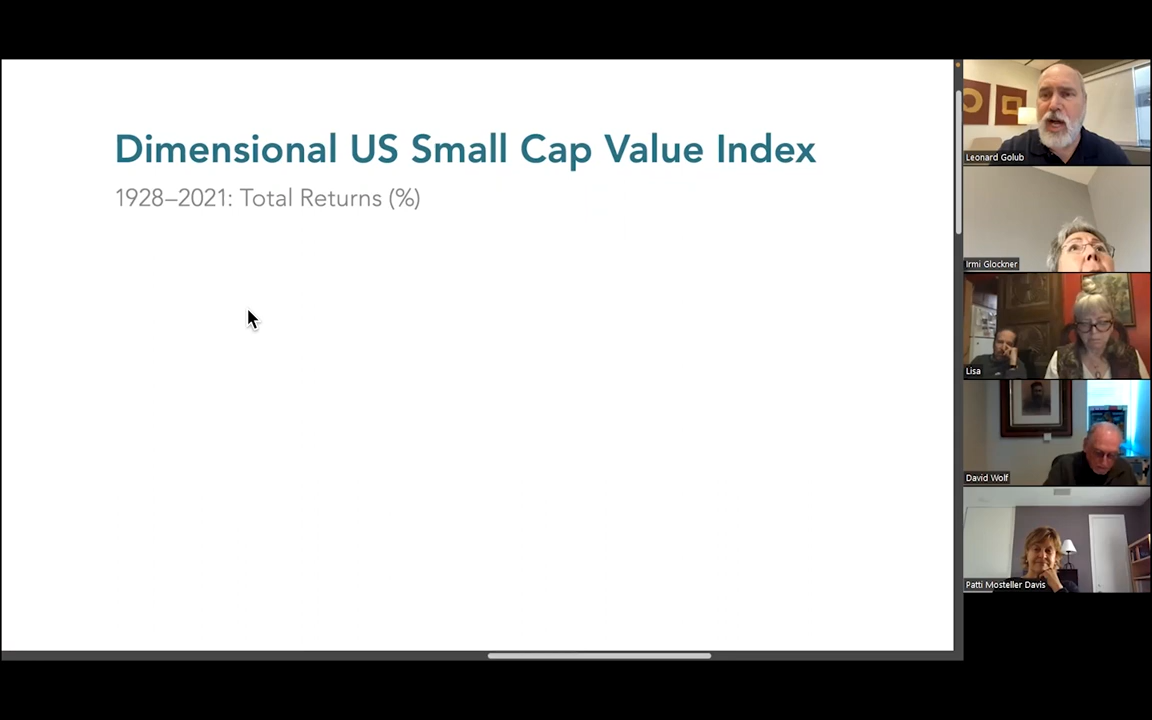 Dimensional US Small Cap Value Index
1928–2021: Total Returns (%)
Leonard Golub
Irmi Glockner
Lisa
David Wolf
Patti Mosteller Davis